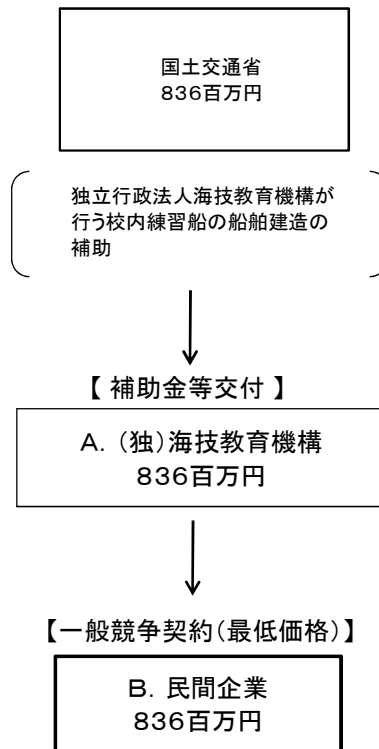 国土交通省
836百万円
独立行政法人海技教育機構が
行う校内練習船の船舶建造の
補助
【 補助金等交付 】
A. (独)海技教育機構
836百万円
【一般競争契約(最低価格)】
B. 民間企業
836百万円